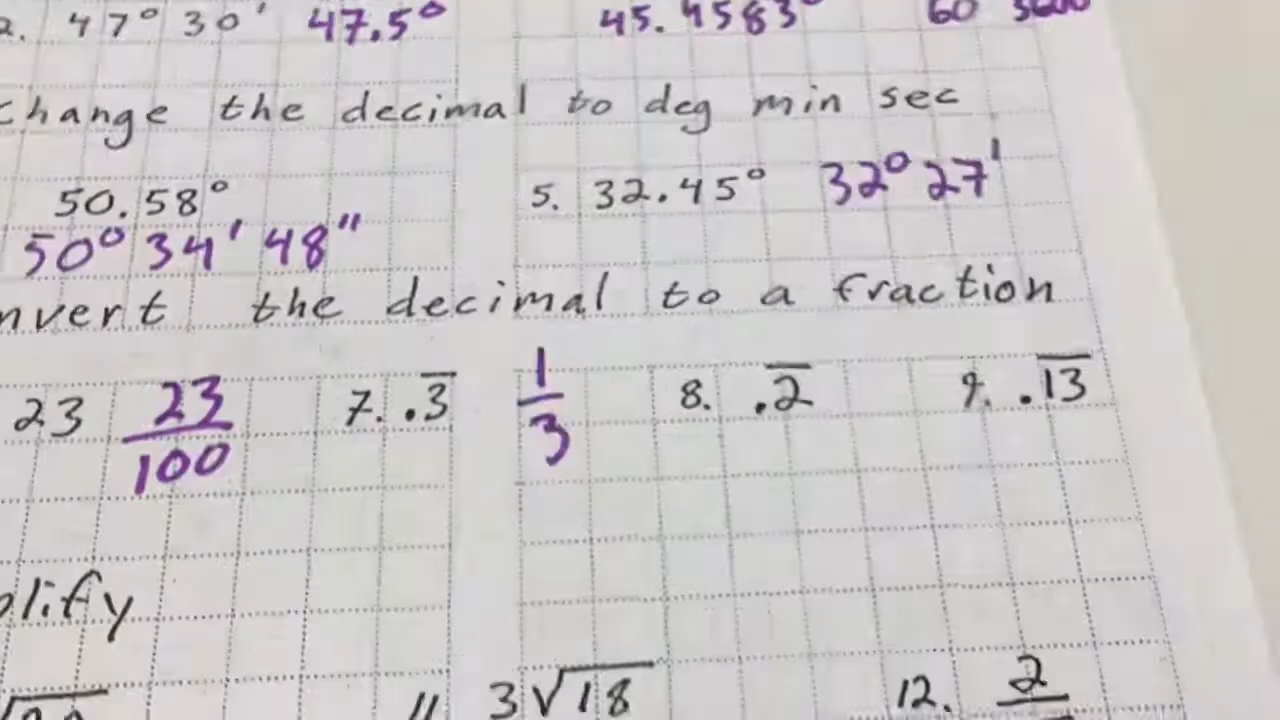 2. 47° 30' 47.5° 45.4583° 60 3600
change the decimal to deg min sec
50.58° 5. 32.45° 32° 27'
50° 34' 48"
the decimal to a fraction
23 23/100 7. .3̅ 1/3 8. .2̅ 9. .1̅3̅
11. 3√18 12. 2